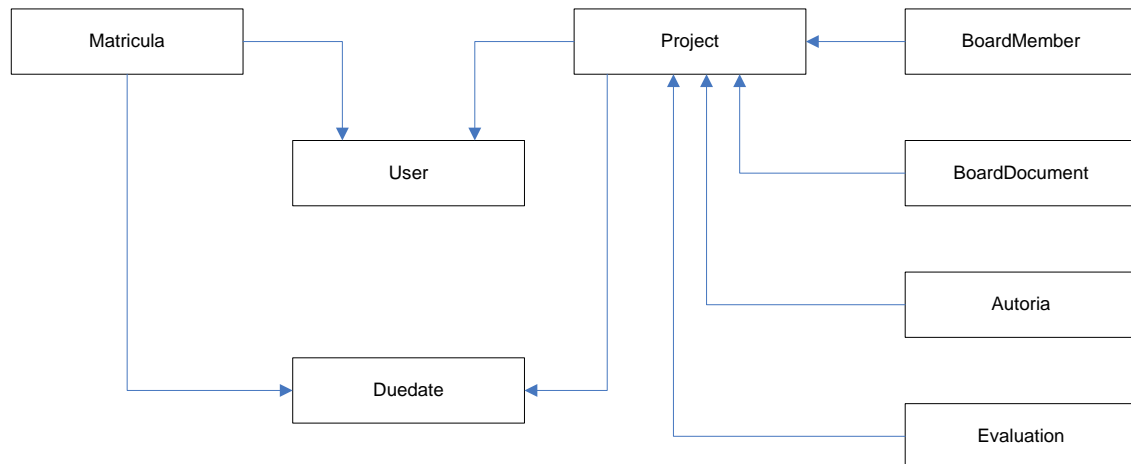 Matricula
Project
BoardMember
User
BoardDocument
Autoria
Duedate
Evaluation